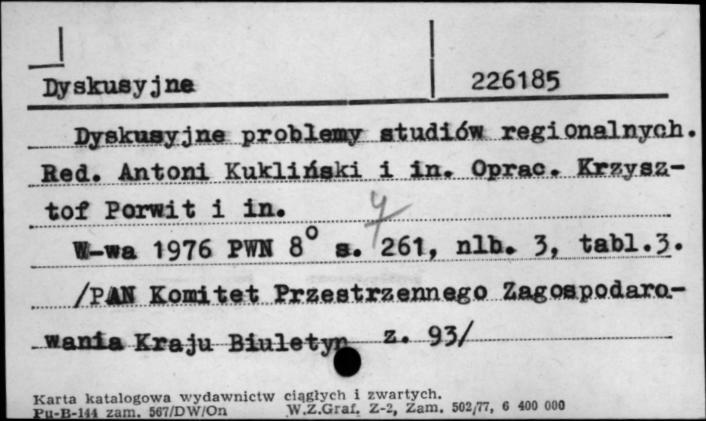 Dyskusyjne 226185
Dyskusyjne problemy studiów regionalnych.
Red. Antoni Kukliński i in. Oprac. Krzysz-
tof Porwit i in.
W-wa 1976 PWN 8° s. 261, nlb. 3, tabl.3.
/PAN Komitet Przestrzennego Zagospodaro-
wania Kraju Biuletyn z. 93/
Karta katalogowa wydawnictw ciągłych i zwartych.
Pu-B-144 zam. 567/DW/On W.Z.Graf. Z-2, Zam. 502/77, 6 400 000